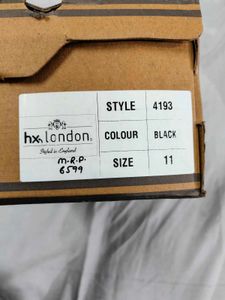 hx london
Styled in England
M.R.P.
6599
STYLE 4193
COLOUR BLACK
SIZE 11